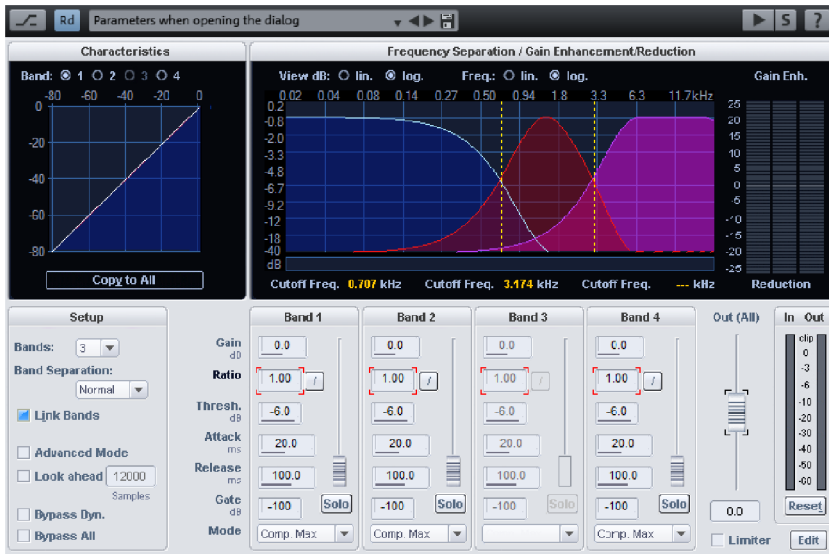 Rd Parameters when opening the dialog S ?
Characteristics
Band: 1 2 3 4
-80 -60 -40 -20 0
0
-20
-40
-60
-80
Copy to All
Frequency Separation / Gain Enhancement/Reduction
View dB: lin. log. Freq.: lin. log. Gain Enh.
0.02 0.04 0.08 0.14 0.27 0.50 0.94 1.8 3.3 6.3 11.7kHz
0.2
-0.8
-2.0
-3.3
-4.8
-6.7
-9.2
-12
-18
-40
dB
25
20
15
10
5
0
-5
-10
-15
-20
-25
Cutoff Freq. 0.707 kHz Cutoff Freq. 3.174 kHz Cutoff Freq. --- kHz Reduction
Setup
Bands: 3
Band Separation:
Normal
Link Bands
Advanced Mode
Look ahead 12000
Samples
Bypass Dyn.
Bypass All
Band 1 Band 2 Band 3 Band 4 Out (All) In Out
Gain dB 0.0 0.0 0.0 0.0
Ratio 1.00 / 1.00 / 1.00 / 1.00 /
Thresh. dB -6.0 -6.0 -6.0 -6.0
Attack ms 20.0 20.0 20.0 20.0
Release ms 100.0 100.0 100.0 100.0
Gate dB -100 Solo -100 Solo -100 Solo -100 Solo
Mode Comp. Max Comp. Max Comp. Max
0.0
Limiter
clip
0
-3
-6
-10
-20
-30
-40
-50
-60
Reset
Edit